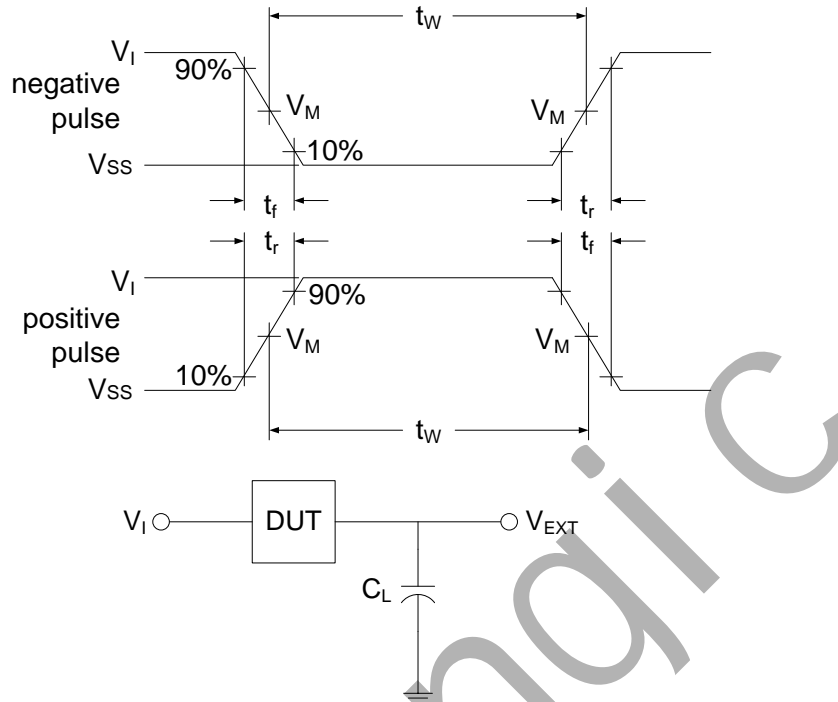 tW
VI
90%
negative
pulse
VM
VM
10%
VSS
tf
tr
tr
tf
VI
90%
positive
pulse
VM
VM
10%
VSS
tW
VI
DUT
VEXT
CL